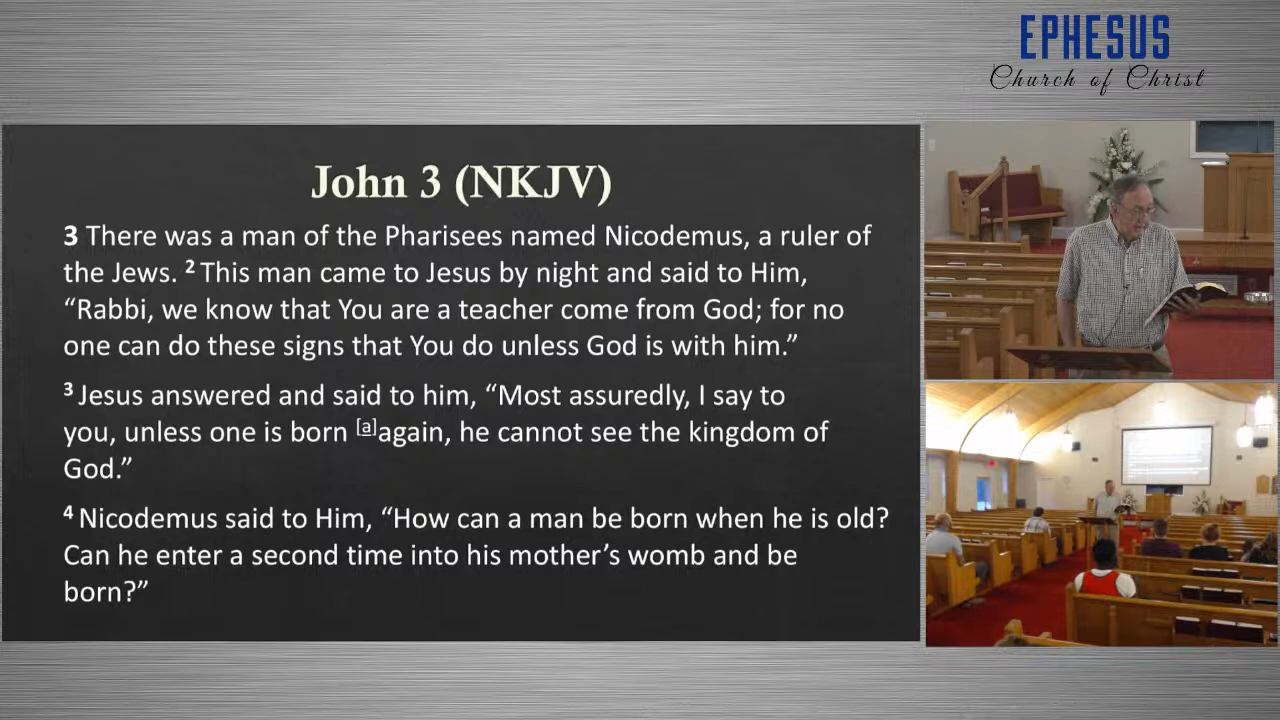 EPHESUS
Church of Christ
John 3 (NKJV)
3 There was a man of the Pharisees named Nicodemus, a ruler of
the Jews. 2 This man came to Jesus by night and said to Him,
“Rabbi, we know that You are a teacher come from God; for no
one can do these signs that You do unless God is with him.”
3 Jesus answered and said to him, “Most assuredly, I say to
you, unless one is born [a]again, he cannot see the kingdom of
God.”
4 Nicodemus said to Him, “How can a man be born when he is old?
Can he enter a second time into his mother’s womb and be
born?”